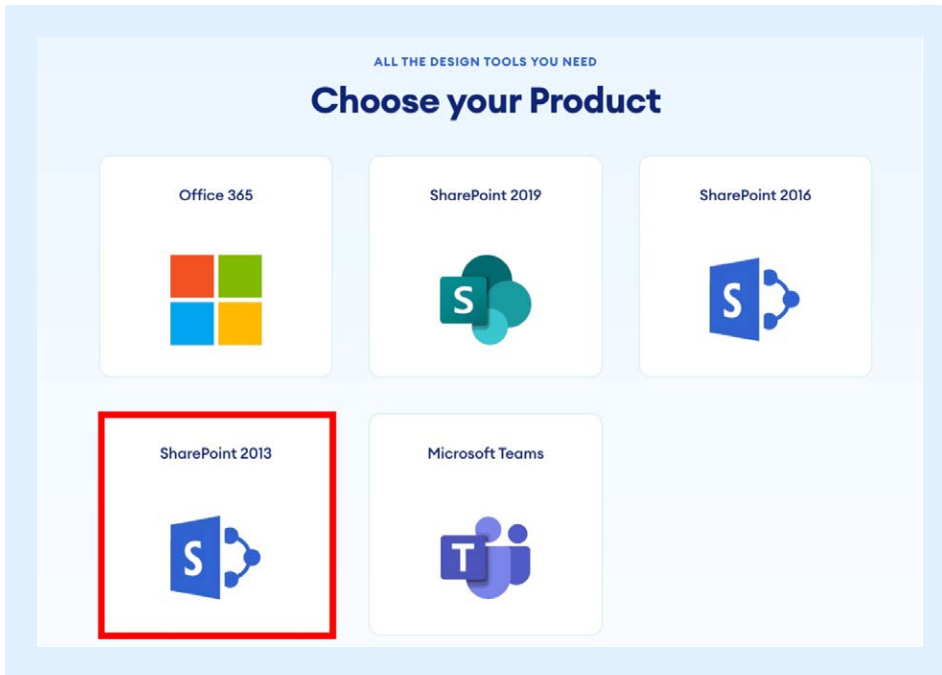 ALL THE DESIGN TOOLS YOU NEED
Choose your Product
Office 365
SharePoint 2019
SharePoint 2016
S
S
SharePoint 2013
Microsoft Teams
S
T